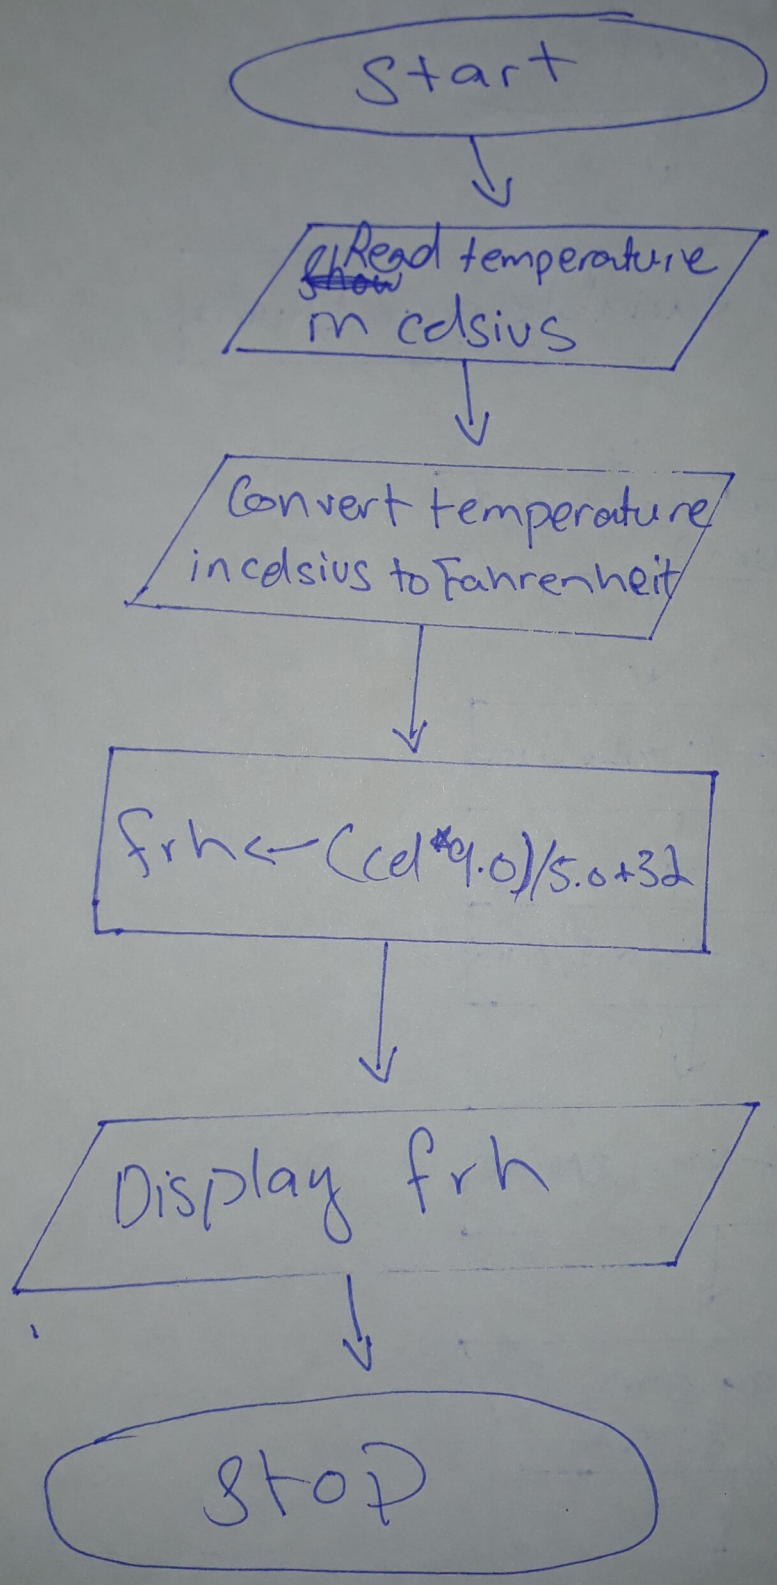 Start
Read temperature
in celsius
Convert temperature
in celsius to Fahrenheit
frh ← (cel*9.0)/5.0+32
Display frh
Stop